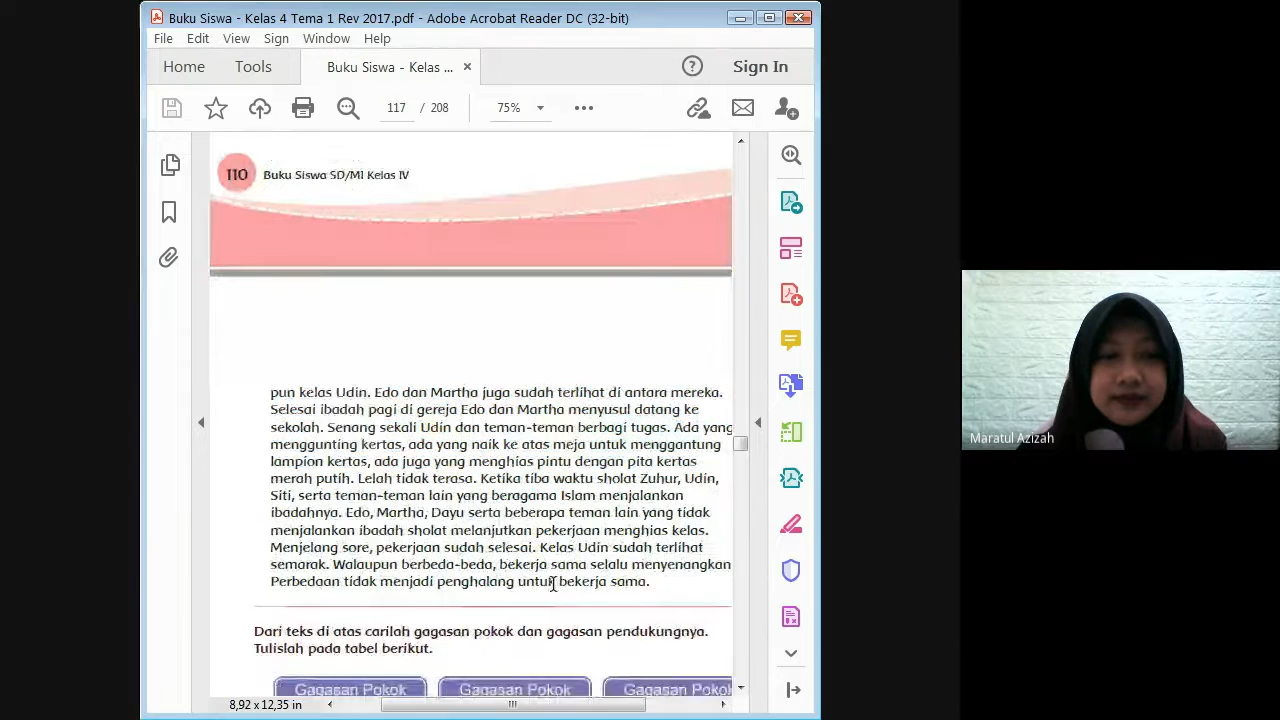 Buku Siswa - Kelas 4 Tema 1 Rev 2017.pdf - Adobe Acrobat Reader DC (32-bit)
File Edit View Sign Window Help
Home Tools Buku Siswa - Kelas ... × Sign In
117 / 208 75%
110 Buku Siswa SD/MI Kelas IV
pun kelas Udin. Edo dan Martha juga sudah terlihat di antara mereka.
Selesai ibadah pagi di gereja Edo dan Martha menyusul datang ke
sekolah. Senang sekali Udin dan teman-teman berbagi tugas. Ada yang
menggunting kertas, ada yang naik ke atas meja untuk menggantung
lampion kertas, ada juga yang menghias pintu dengan pita kertas
merah putih. Lelah tidak terasa. Ketika tiba waktu sholat Zuhur, Udin,
Siti, serta teman-teman lain yang beragama Islam menjalankan
ibadahnya. Edo, Martha, Dayu serta beberapa teman lain yang tidak
menjalankan ibadah sholat melanjutkan pekerjaan menghias kelas.
Menjelang sore, pekerjaan sudah selesai. Kelas Udin sudah terlihat
semarak. Walaupun berbeda-beda, bekerja sama selalu menyenangkan
Perbedaan tidak menjadi penghalang untuk bekerja sama.
Dari teks di atas carilah gagasan pokok dan gagasan pendukungnya.
Tulislah pada tabel berikut.
Gagasan Pokok Gagasan Pokok Gagasan Pokok
8,92 x 12,35 in
Maratul Azizah